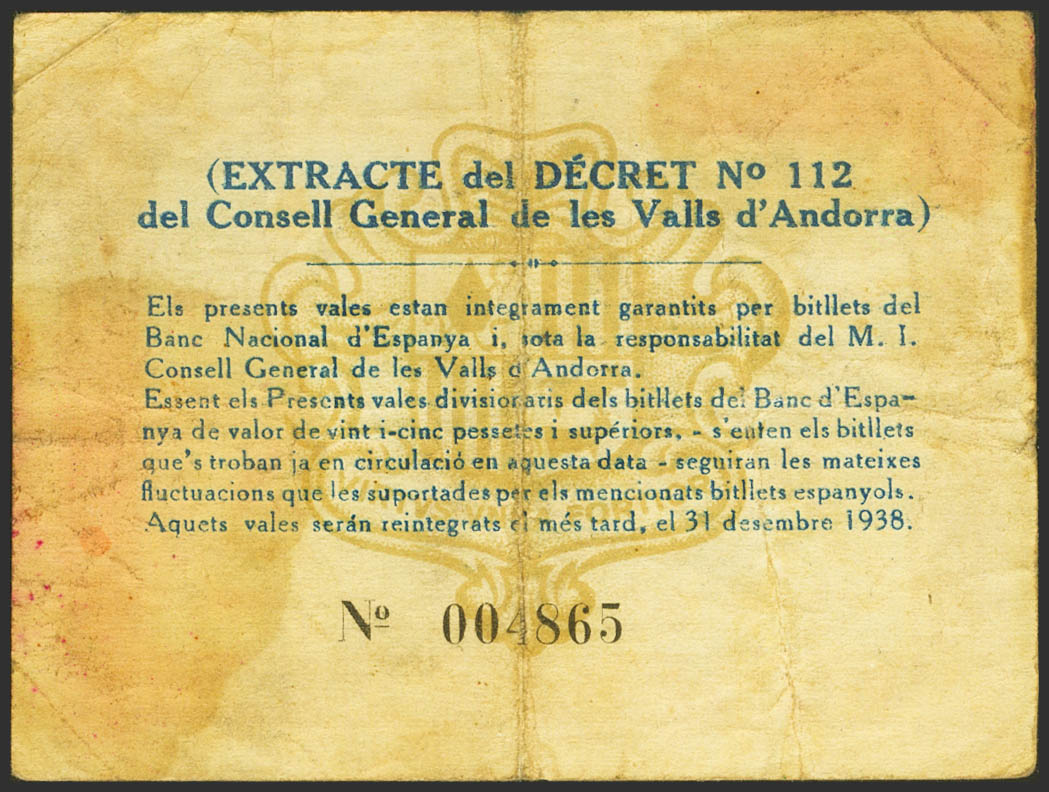 (EXTRACTE del DÉCRET Nº 112
del Consell General de les Valls d'Andorra)
Els presents vales estan integrament garantits per bitllets del
Banc Nacional d'Espanya i, sota la responsabilitat del M. I.
Consell General de les Valls d'Andorra.
Essent els Presents vales divisionaris dels bitllets del Banc d'Espa-
nya de valor de vint i-cinc pessetes i supériors, - s'enten els bitllets
que's troban ja en circulació en aquesta data - seguiran les mateixes
fluctuacions que les suportades per els mencionats bitllets espanyols.
Aquets vales serán reintegrats el més tard, el 31 desembre 1938.
Nº 004865